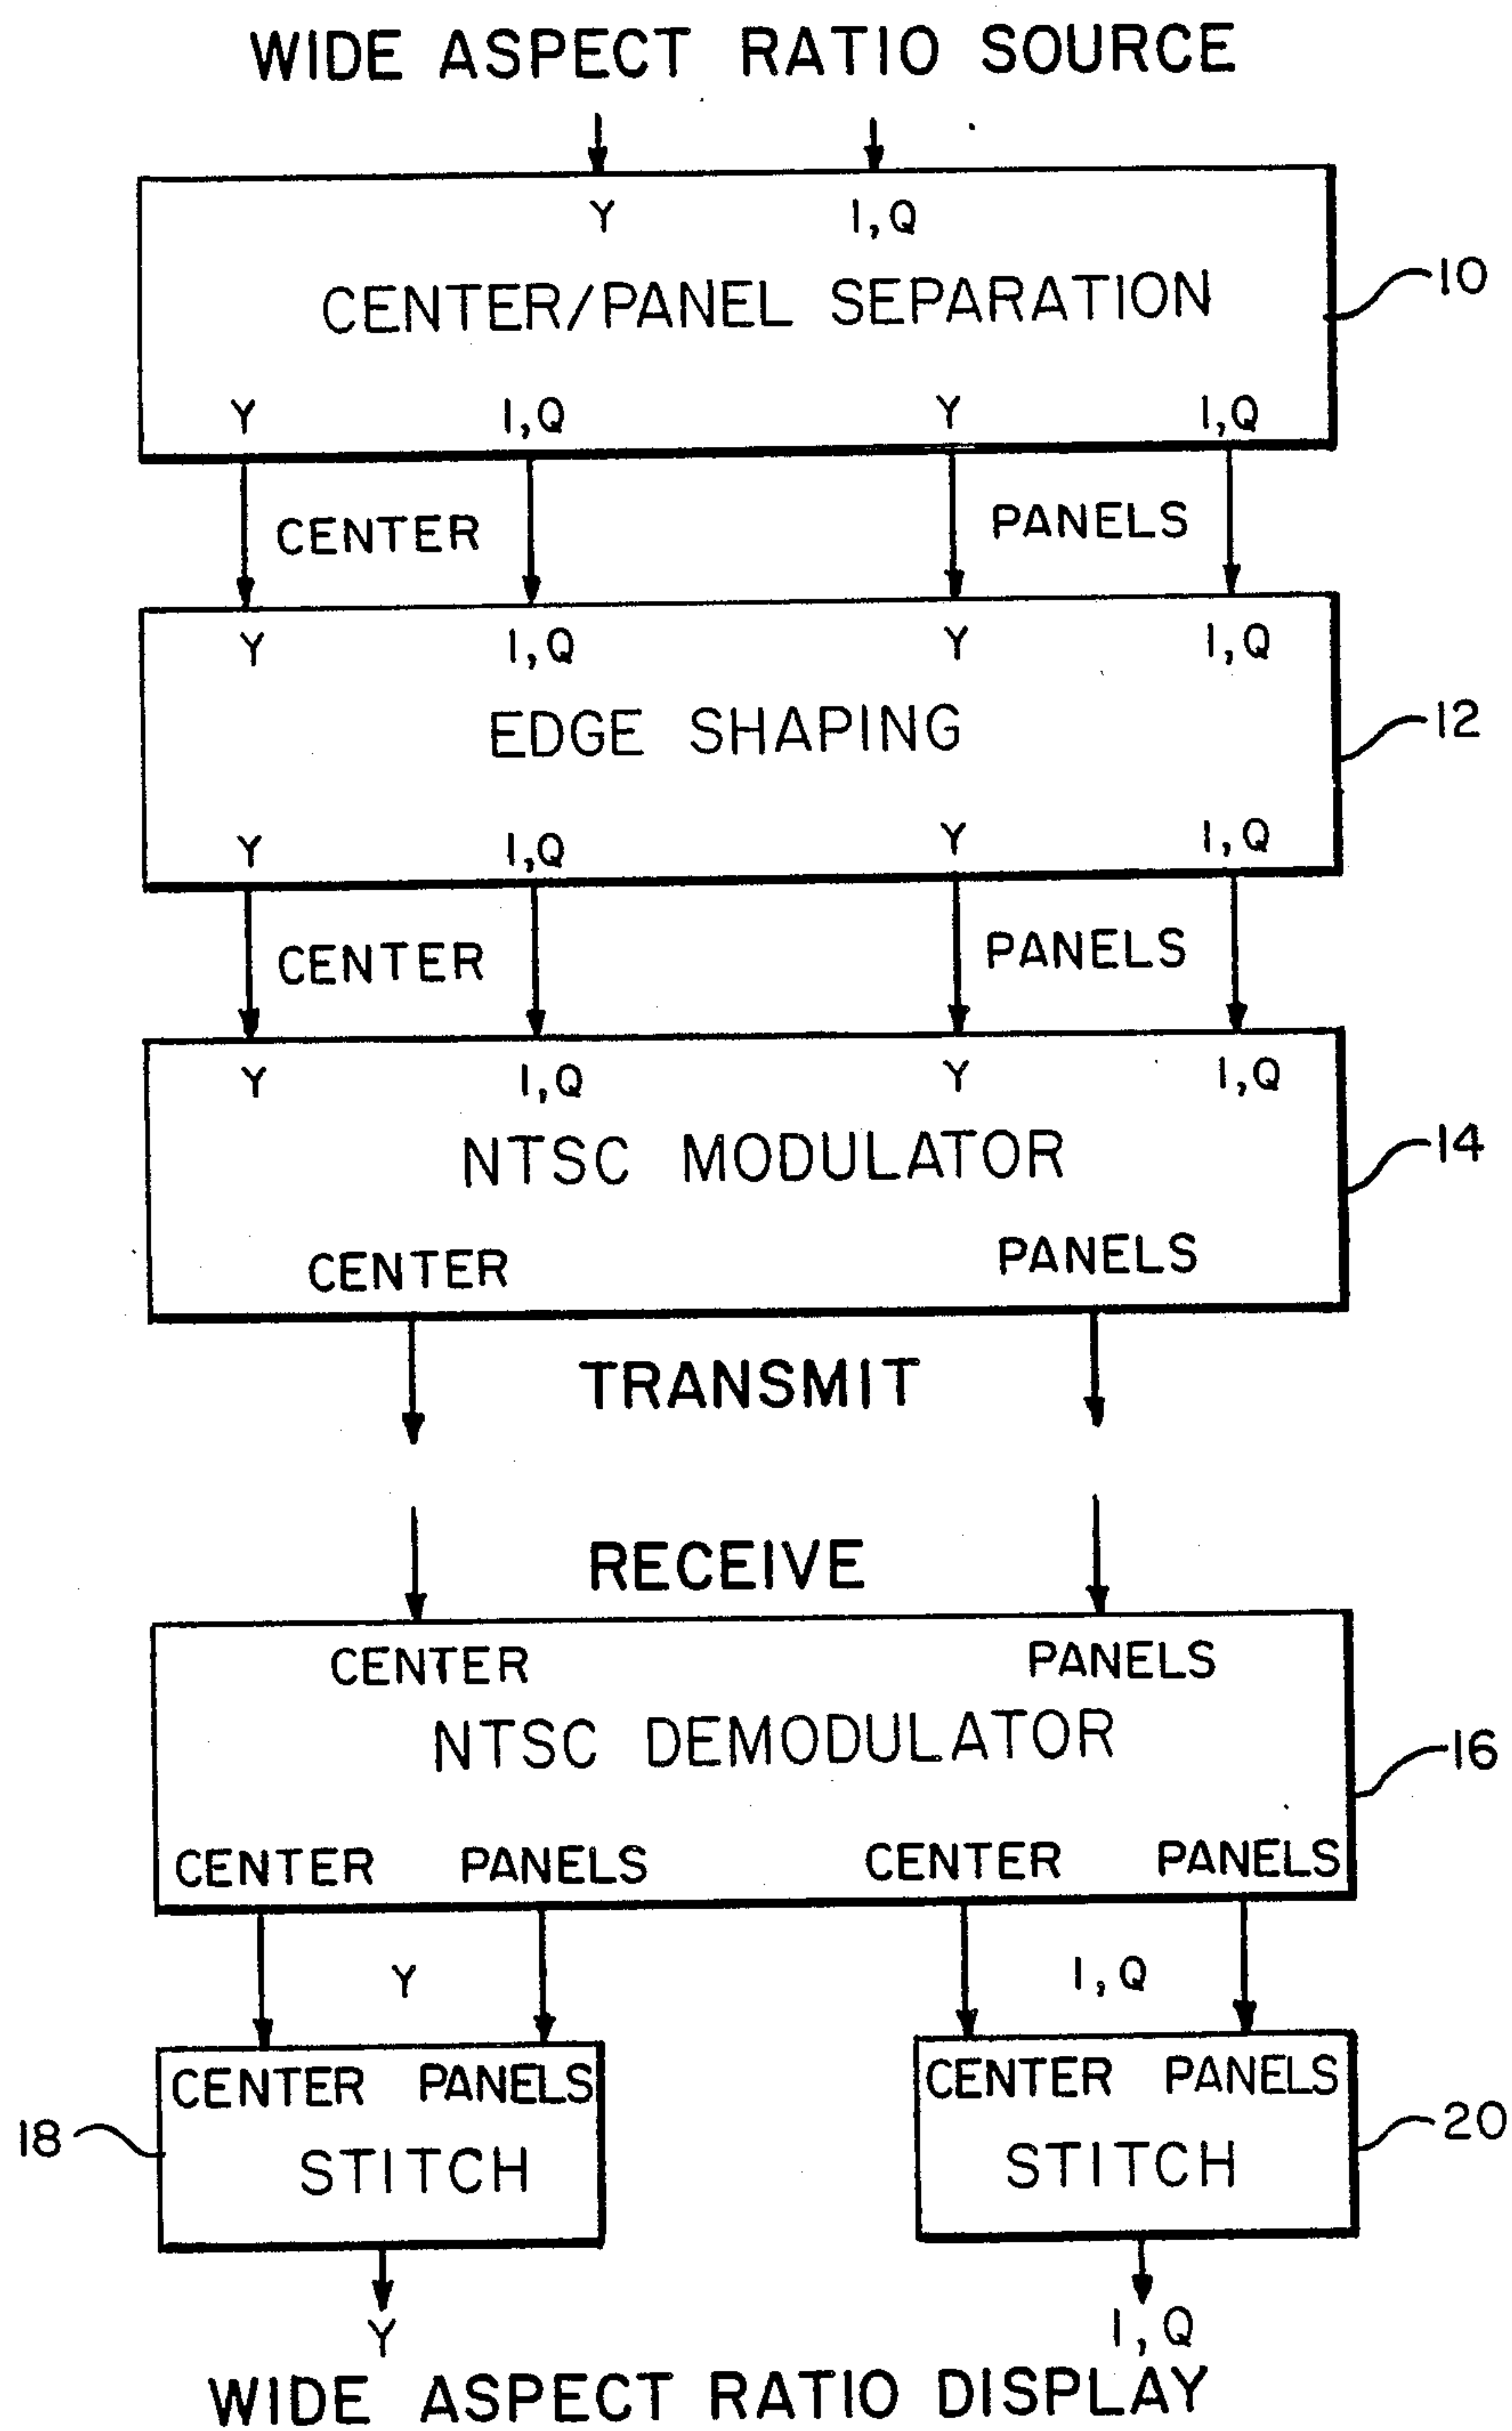 WIDE ASPECT RATIO SOURCE
Y I,Q
CENTER/PANEL SEPARATION
10
Y I,Q Y I,Q
CENTER PANELS
Y I,Q Y I,Q
EDGE SHAPING
12
Y I,Q Y I,Q
CENTER PANELS
Y I,Q Y I,Q
NTSC MODULATOR
14
CENTER PANELS
TRANSMIT
RECEIVE
CENTER PANELS
NTSC DEMODULATOR
16
CENTER PANELS CENTER PANELS
Y I,Q
CENTER PANELS CENTER PANELS
18 STITCH STITCH 20
Y I,Q
WIDE ASPECT RATIO DISPLAY